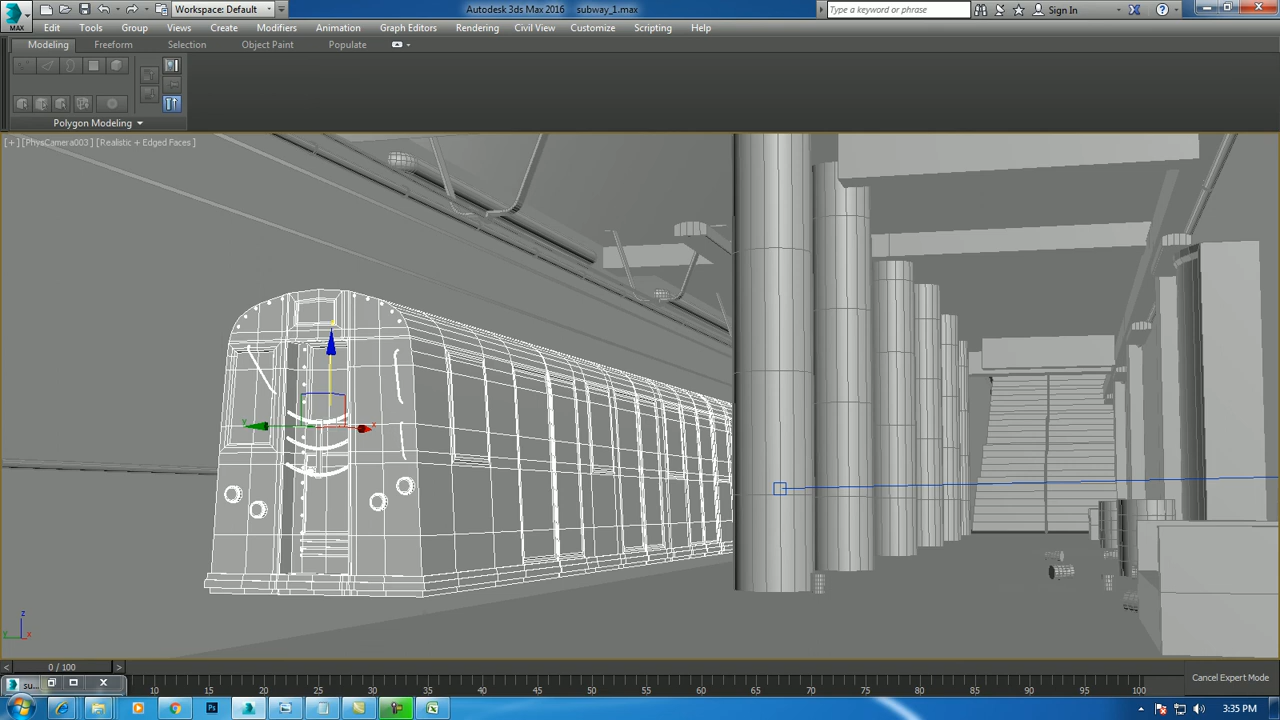 Workspace: Default
Autodesk 3ds Max 2016    subway_1.max
Type a keyword or phrase
Sign In
MAX
Edit Tools Group Views Create Modifiers Animation Graph Editors Rendering Civil View Customize Scripting Help
Modeling Freeform Selection Object Paint Populate
Polygon Modeling
[+] [PhysCamera003] [Realistic + Edged Faces]
z
y
x
z
y
x
< 0 / 100 >
su...
10 15 20 25 30 35 40 45 50 55 60 65 70 75 80 85 90 95 100
Cancel Expert Mode
Ps
3:35 PM